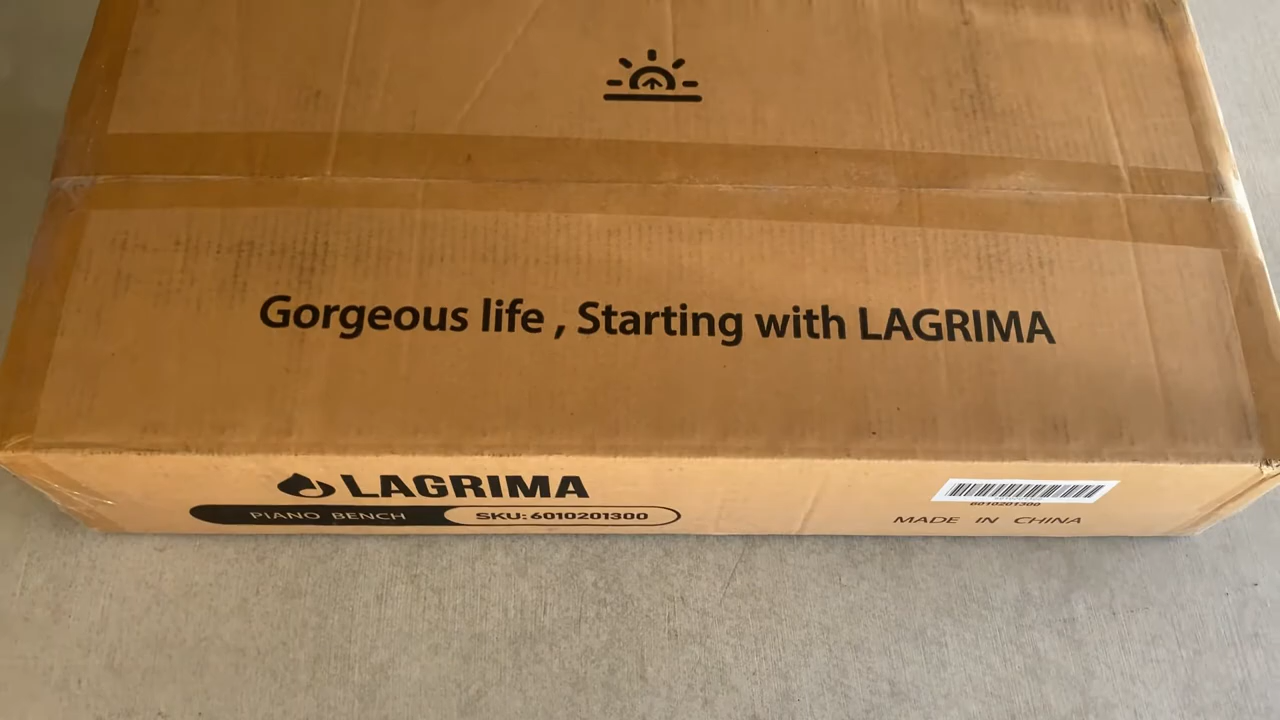 Gorgeous life , Starting with LAGRIMA
LAGRIMA
PIANO BENCH SKU: 6010201300
6010201300
MADE IN CHINA